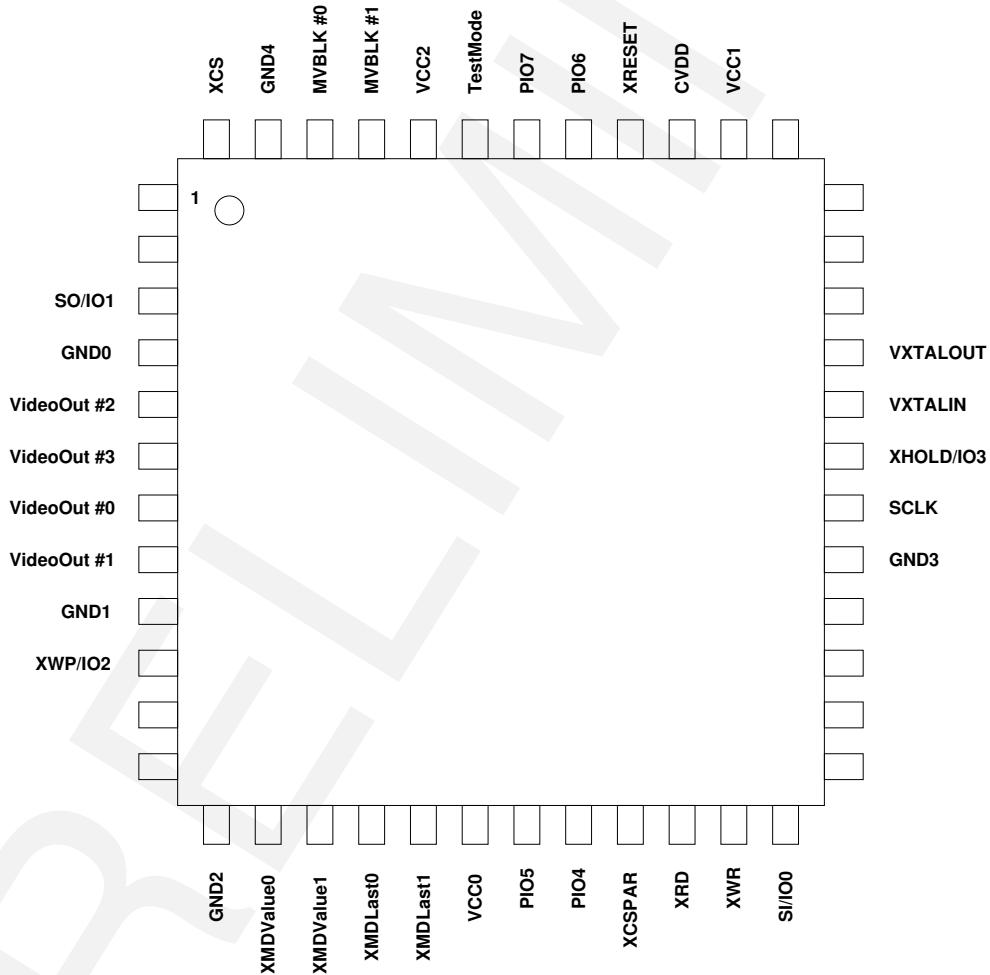 XCS
GND4
MVBLK #0
MVBLK #1
VCC2
TestMode
PIO7
PIO6
XRESET
CVDD
VCC1
1
SO/IO1
GND0
VideoOut #2
VideoOut #3
VideoOut #0
VideoOut #1
GND1
XWP/IO2
VXTALOUT
VXTALIN
XHOLD/IO3
SCLK
GND3
GND2
XMDValue0
XMDValue1
XMDLast0
XMDLast1
VCC0
PIO5
PIO4
XCSPAR
XRD
XWR
SI/IO0